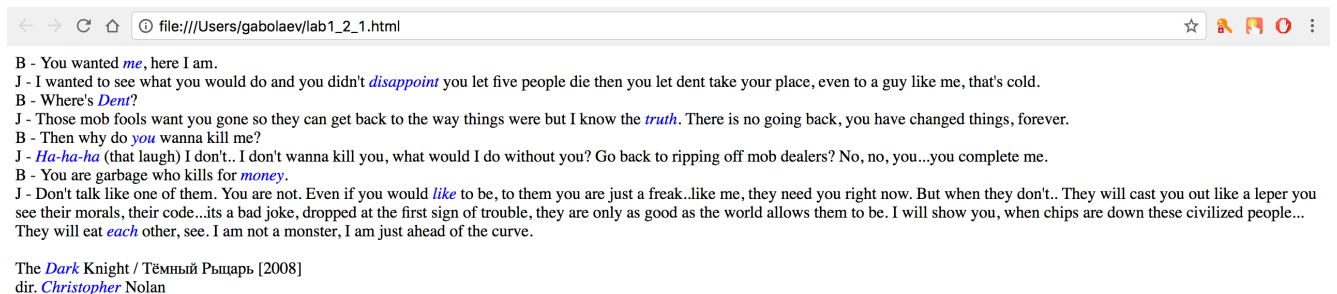 file:///Users/gabolaev/lab1_2_1.html
B - You wanted me, here I am.
J - I wanted to see what you would do and you didn't disappoint you let five people die then you let dent take your place, even to a guy like me, that's cold.
B - Where's Dent?
J - Those mob fools want you gone so they can get back to the way things were but I know the truth. There is no going back, you have changed things, forever.
B - Then why do you wanna kill me?
J - Ha-ha-ha (that laugh) I don't.. I don't wanna kill you, what would I do without you? Go back to ripping off mob dealers? No, no, you...you complete me.
B - You are garbage who kills for money.
J - Don't talk like one of them. You are not. Even if you would like to be, to them you are just a freak..like me, they need you right now. But when they don't.. They will cast you out like a leper you
see their morals, their code...its a bad joke, dropped at the first sign of trouble, they are only as good as the world allows them to be. I will show you, when chips are down these civilized people...
They will eat each other, see. I am not a monster, I am just ahead of the curve.
The Dark Knight / Тёмный Рыцарь [2008]
dir. Christopher Nolan